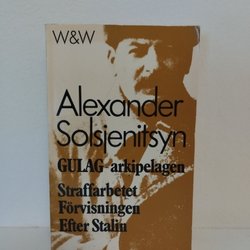 W&W
Alexander
Solsjenitsyn
GULAG-arkipelagen
Straffarbetet
Förvisningen
Efter Stalin